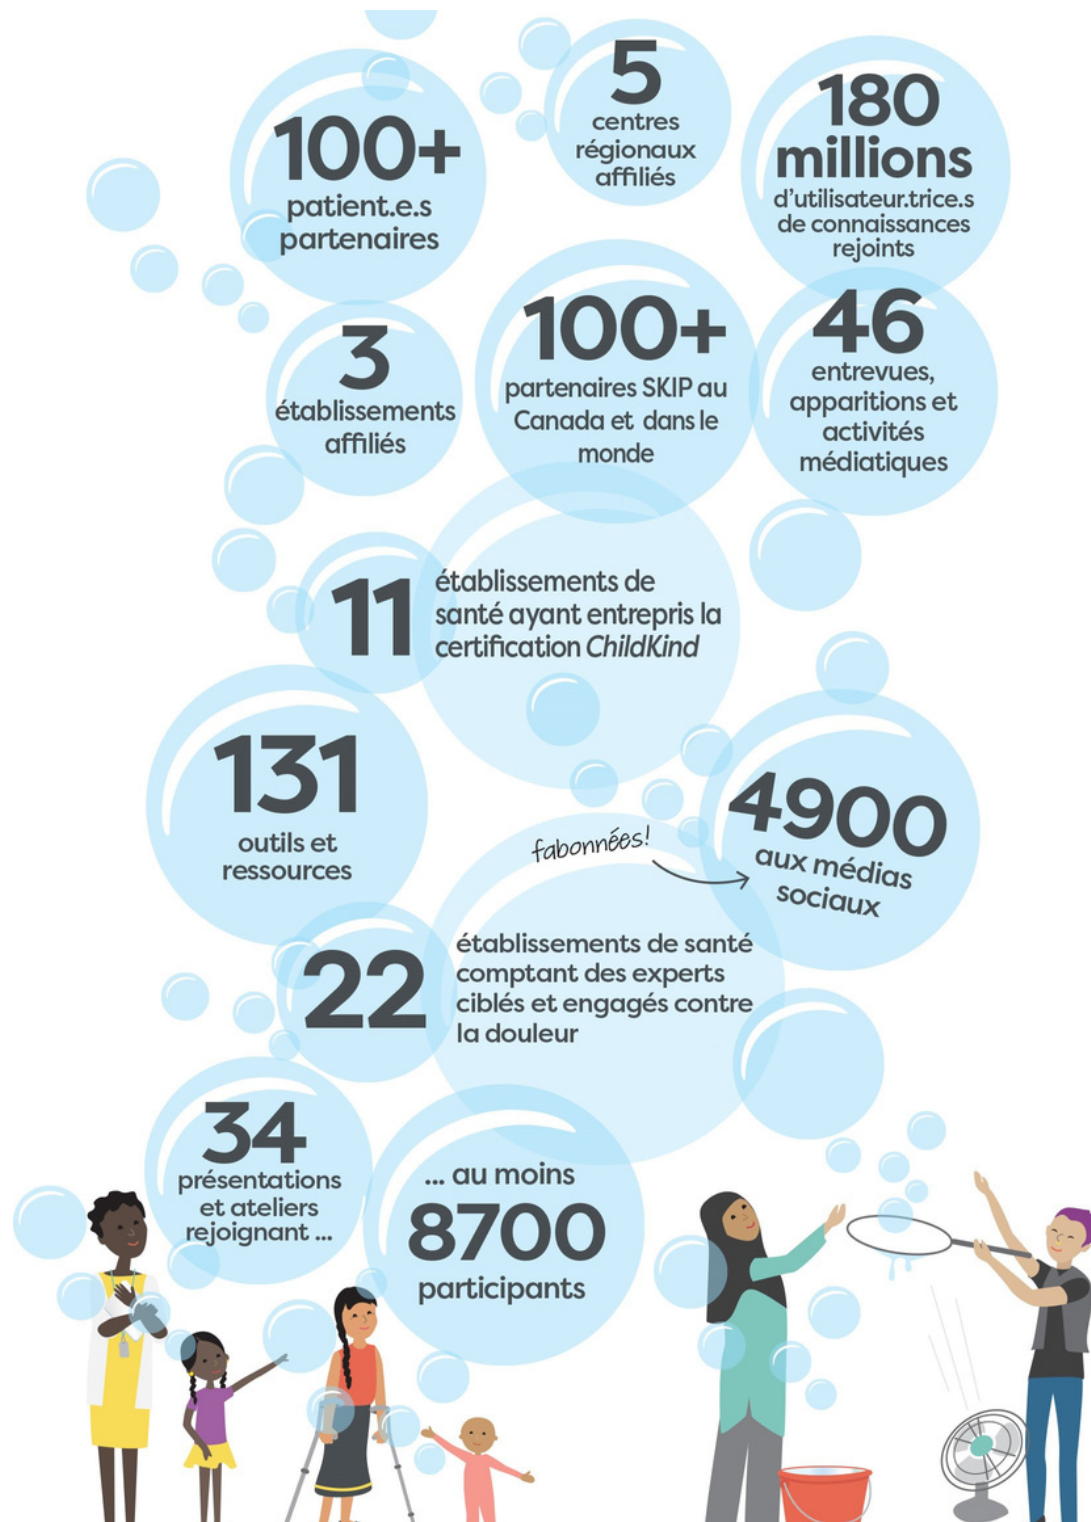 100+
patient.e.s
partenaires
5
centres
régionaux
affiliés
180
millions
d'utilisateur.trice.s
de connaissances
rejoints
3
établissements
affiliés
100+
partenaires SKIP au
Canada et dans le
monde
46
entrevues,
apparitions et
activités
médiatiques
11
établissements de
santé ayant entrepris la
certification ChildKind
131
outils et
ressources
fabonnées!
4900
aux médias
sociaux
22
établissements de santé
comptant des experts
ciblés et engagés contre
la douleur
34
présentations
et ateliers
rejoignant ...
... au moins
8700
participants